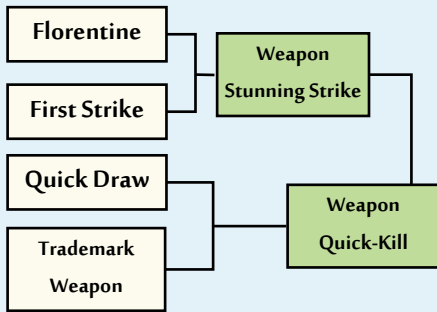 Florentine
First Strike
Weapon
Stunning Strike
Quick Draw
Trademark
Weapon
Weapon
Quick-Kill